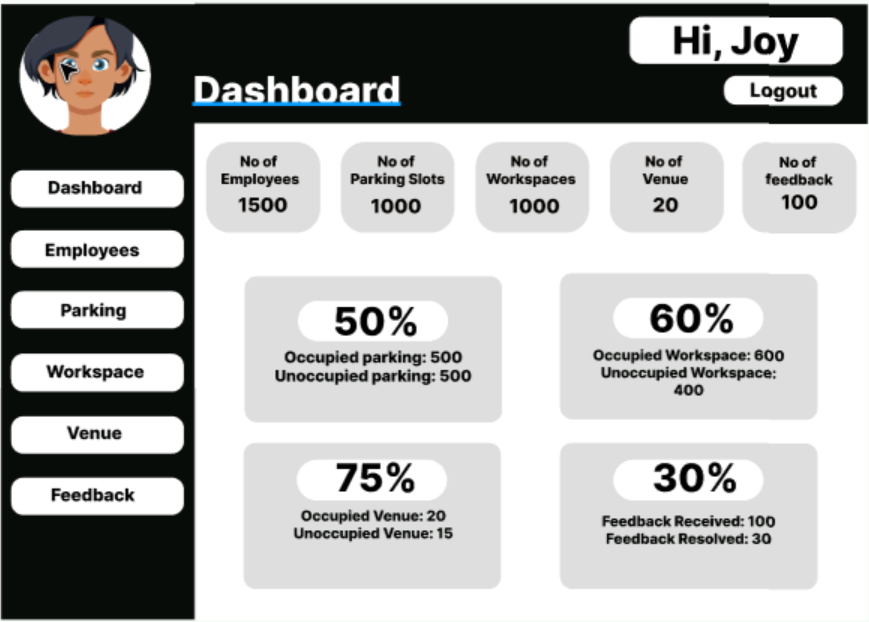 Hi, Joy
Dashboard
Logout
Dashboard
Employees
Parking
Workspace
Venue
Feedback
No of
Employees
1500
No of
Parking Slots
1000
No of
Workspaces
1000
No of
Venue
20
No of
feedback
100
50%
Occupied parking: 500
Unoccupied parking: 500
60%
Occupied Workspace: 600
Unoccupied Workspace:
400
75%
Occupied Venue: 20
Unoccupied Venue: 15
30%
Feedback Received: 100
Feedback Resolved: 30